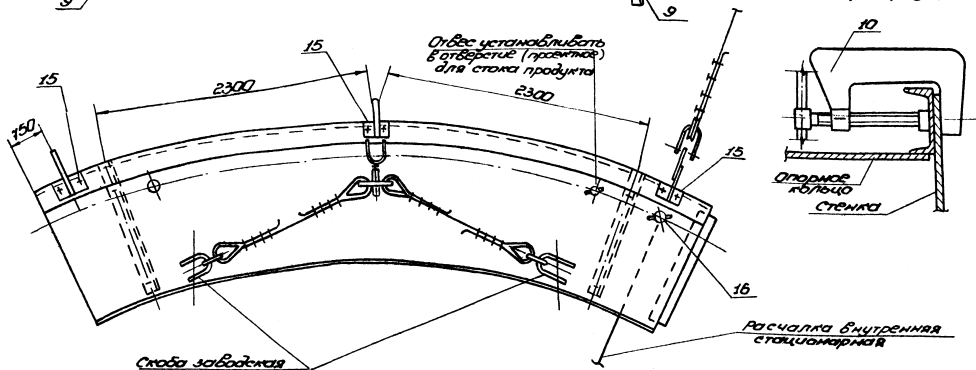 9
9
10
15
Отвес устанавливать
в отверстие (проектное)
для стока продукта
15
2300
2300
150
15
Опорное
кольцо
Стенка
16
Расчалка внутренняя
стационарная
Скоба заводская